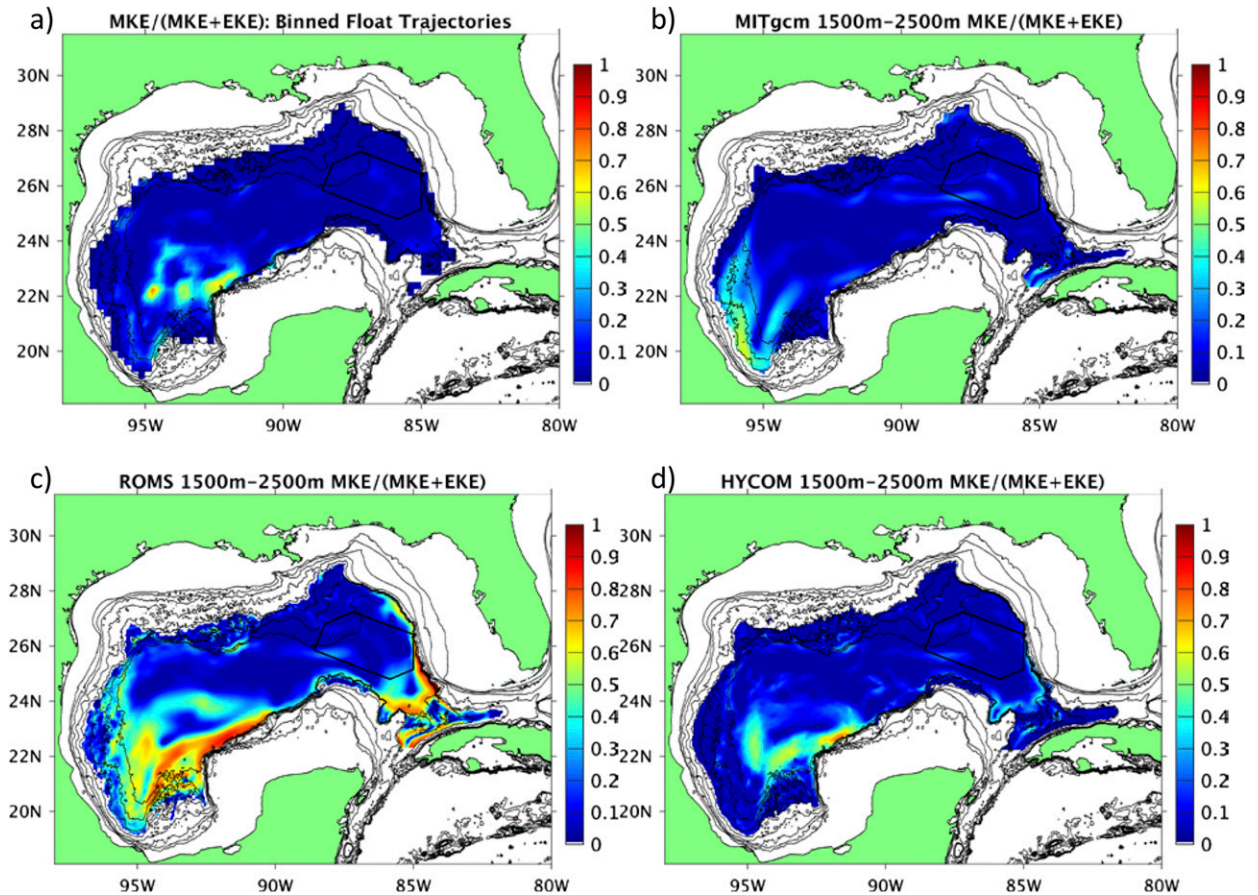 a)
MKE/(MKE+EKE): Binned Float Trajectories
30N
28N
26N
24N
22N
20N
95W
90W
85W
80W
1
0.9
0.8
0.7
0.6
0.5
0.4
0.3
0.2
0.1
0
b)
MITgcm 1500m-2500m MKE/(MKE+EKE)
30N
28N
26N
24N
22N
20N
95W
90W
85W
80W
1
0.9
0.8
0.7
0.6
0.5
0.4
0.3
0.2
0.1
0
c)
ROMS 1500m-2500m MKE/(MKE+EKE)
30N
28N
26N
24N
22N
20N
95W
90W
85W
80W
1
0.9
0.8
0.7
0.6
0.5
0.4
0.3
0.2
0.1
0
d)
HYCOM 1500m-2500m MKE/(MKE+EKE)
30N
28N
26N
24N
22N
20N
95W
90W
85W
80W
1
0.9
0.8
0.7
0.6
0.5
0.4
0.3
0.2
0.1
0